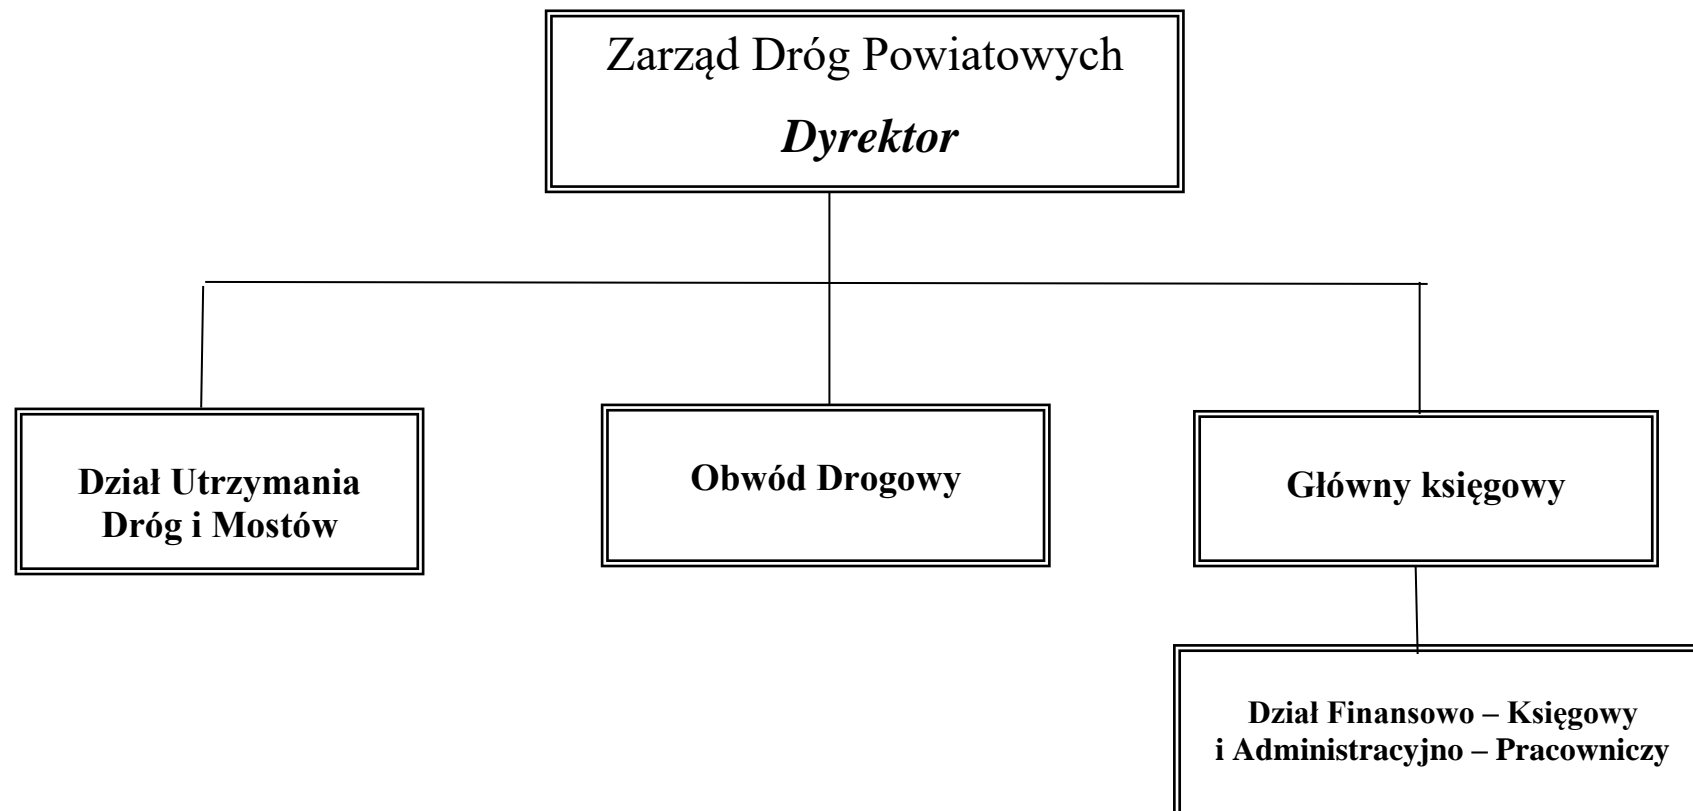 Zarząd Dróg Powiatowych
Dyrektor
Dział Utrzymania
Dróg i Mostów
Obwód Drogowy
Główny księgowy
Dział Finansowo – Księgowy
i Administracyjno – Pracowniczy